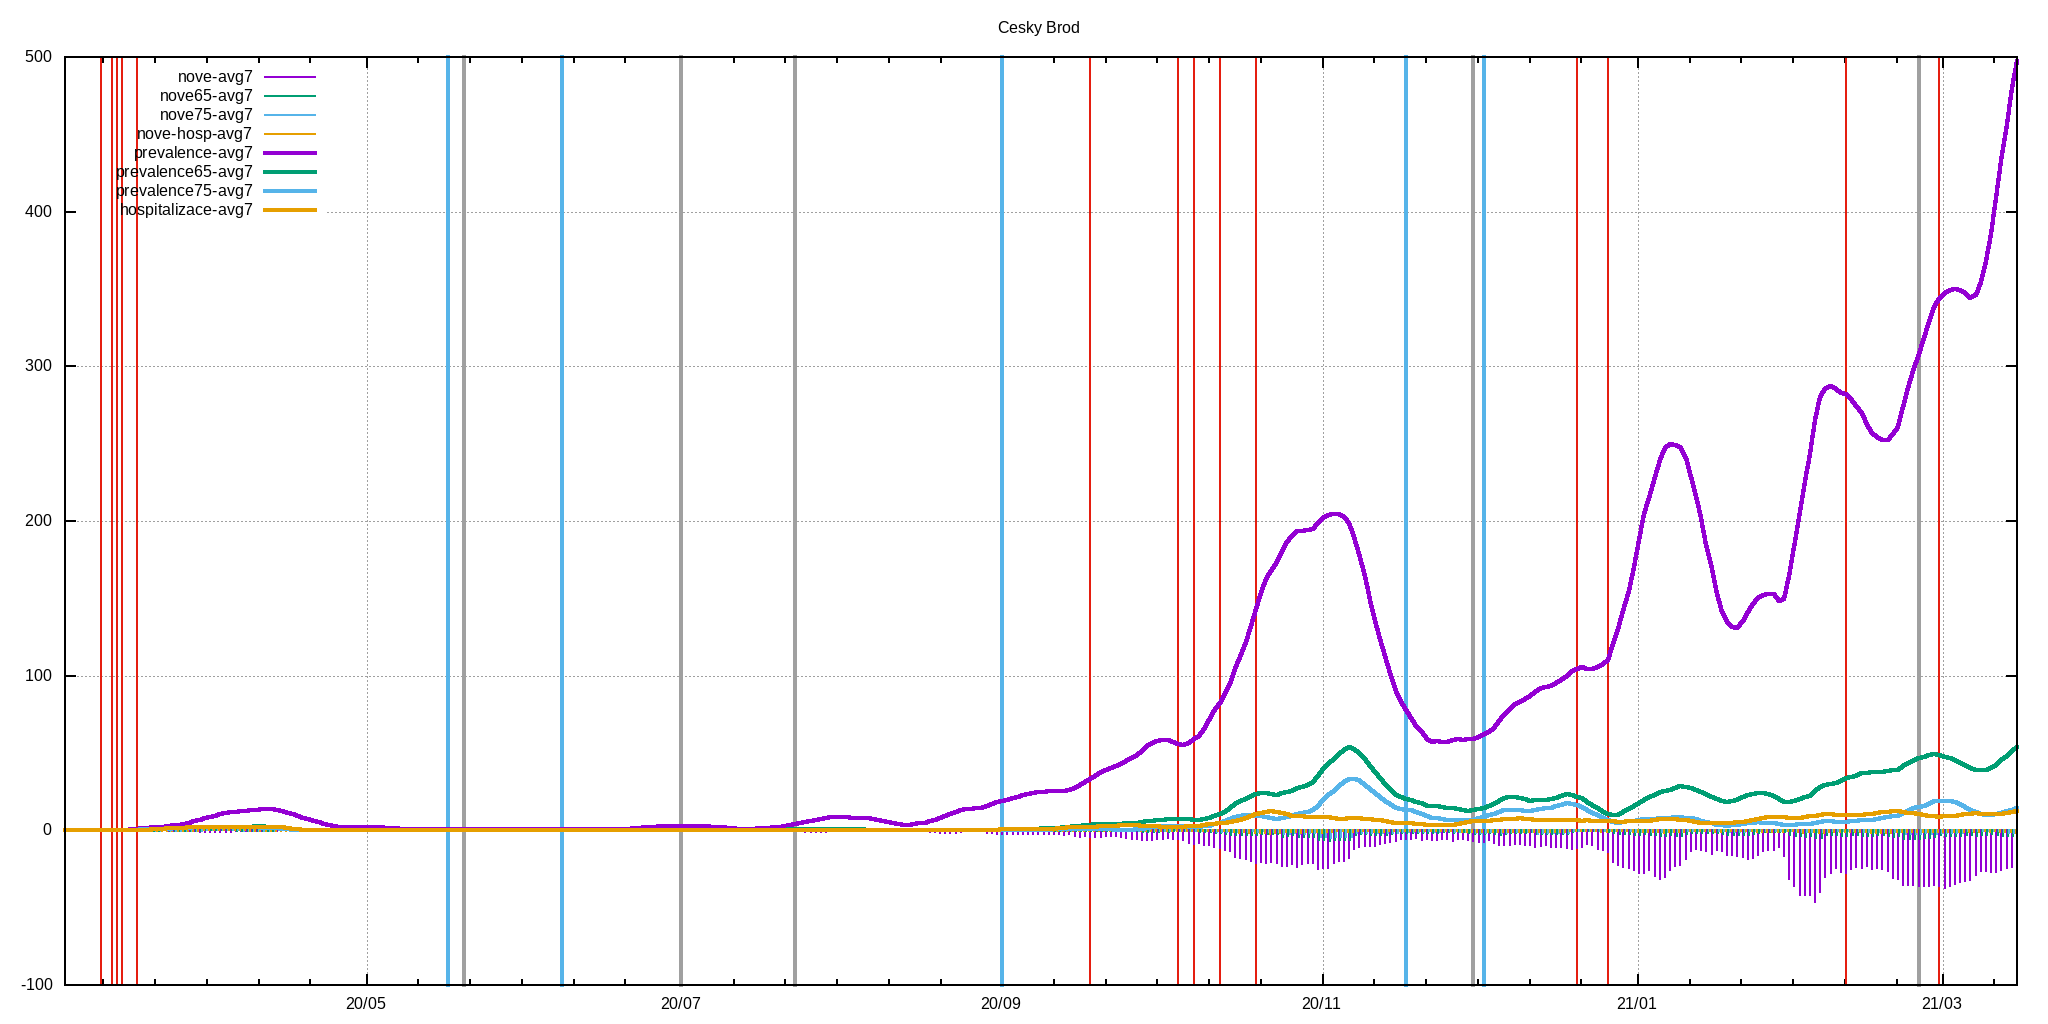 Cesky Brod
500
nove-avg7
nove65-avg7
nove75-avg7
nove-hosp-avg7
prevalence-avg7
prevalence65-avg7
prevalence75-avg7
hospitalizace-avg7
400
300
200
100
0
-100
20/05 20/07 20/09 20/11 21/01 21/03